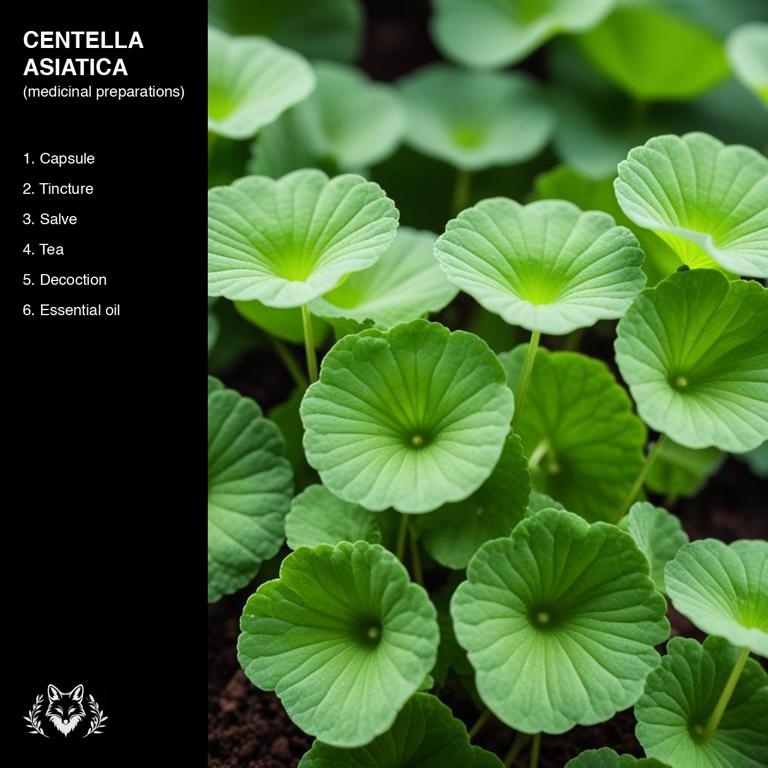 CENTELLA
ASIATICA
(medicinal preparations)
1. Capsule
2. Tincture
3. Salve
4. Tea
5. Decoction
6. Essential oil